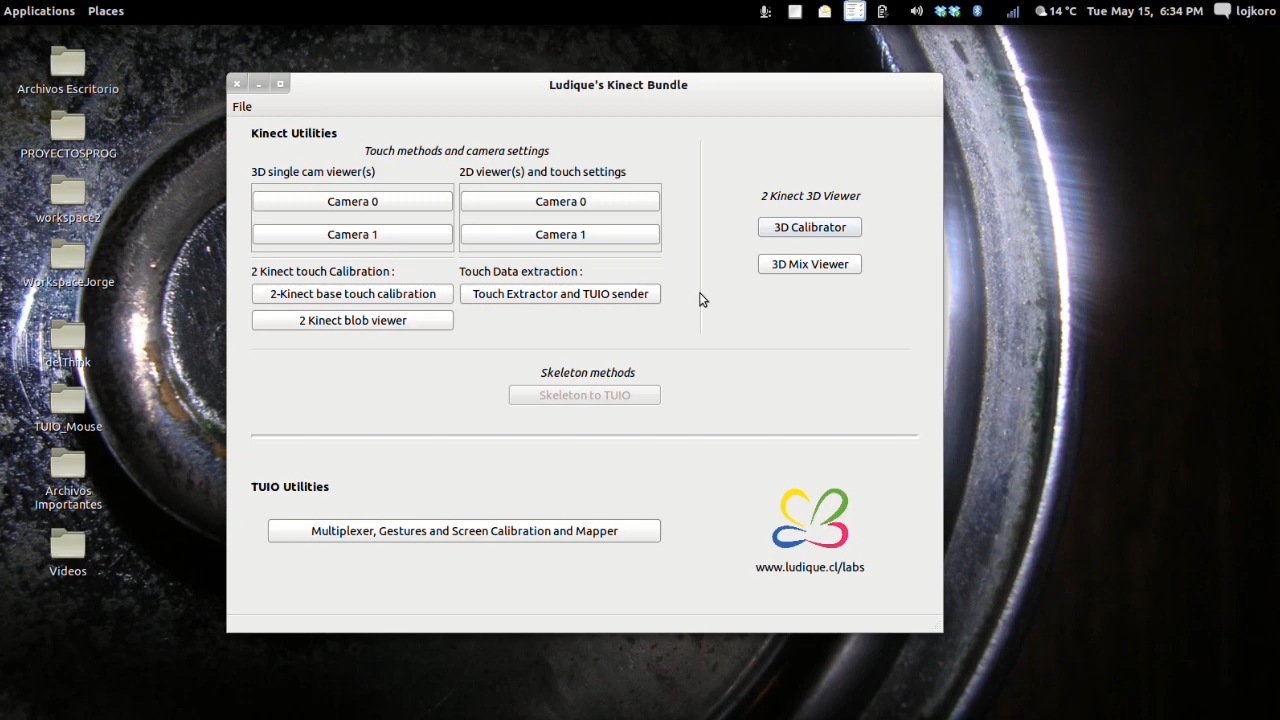 Applications Places
14 °C Tue May 15, 6:34 PM lojkoro
Archivos Escritorio
PROYECTOSPROG
workspace2
WorkspaceJorge
delThink
TUIO_Mouse
Archivos
Importantes
Videos
Ludique's Kinect Bundle
File
Kinect Utilities
Touch methods and camera settings
3D single cam viewer(s) 2D viewer(s) and touch settings
Camera 0 Camera 0
Camera 1 Camera 1
2 Kinect touch Calibration : Touch Data extraction :
2-Kinect base touch calibration Touch Extractor and TUIO sender
2 Kinect blob viewer
2 Kinect 3D Viewer
3D Calibrator
3D Mix Viewer
Skeleton methods
Skeleton to TUIO
TUIO Utilities
Multiplexer, Gestures and Screen Calibration and Mapper
www.ludique.cl/labs